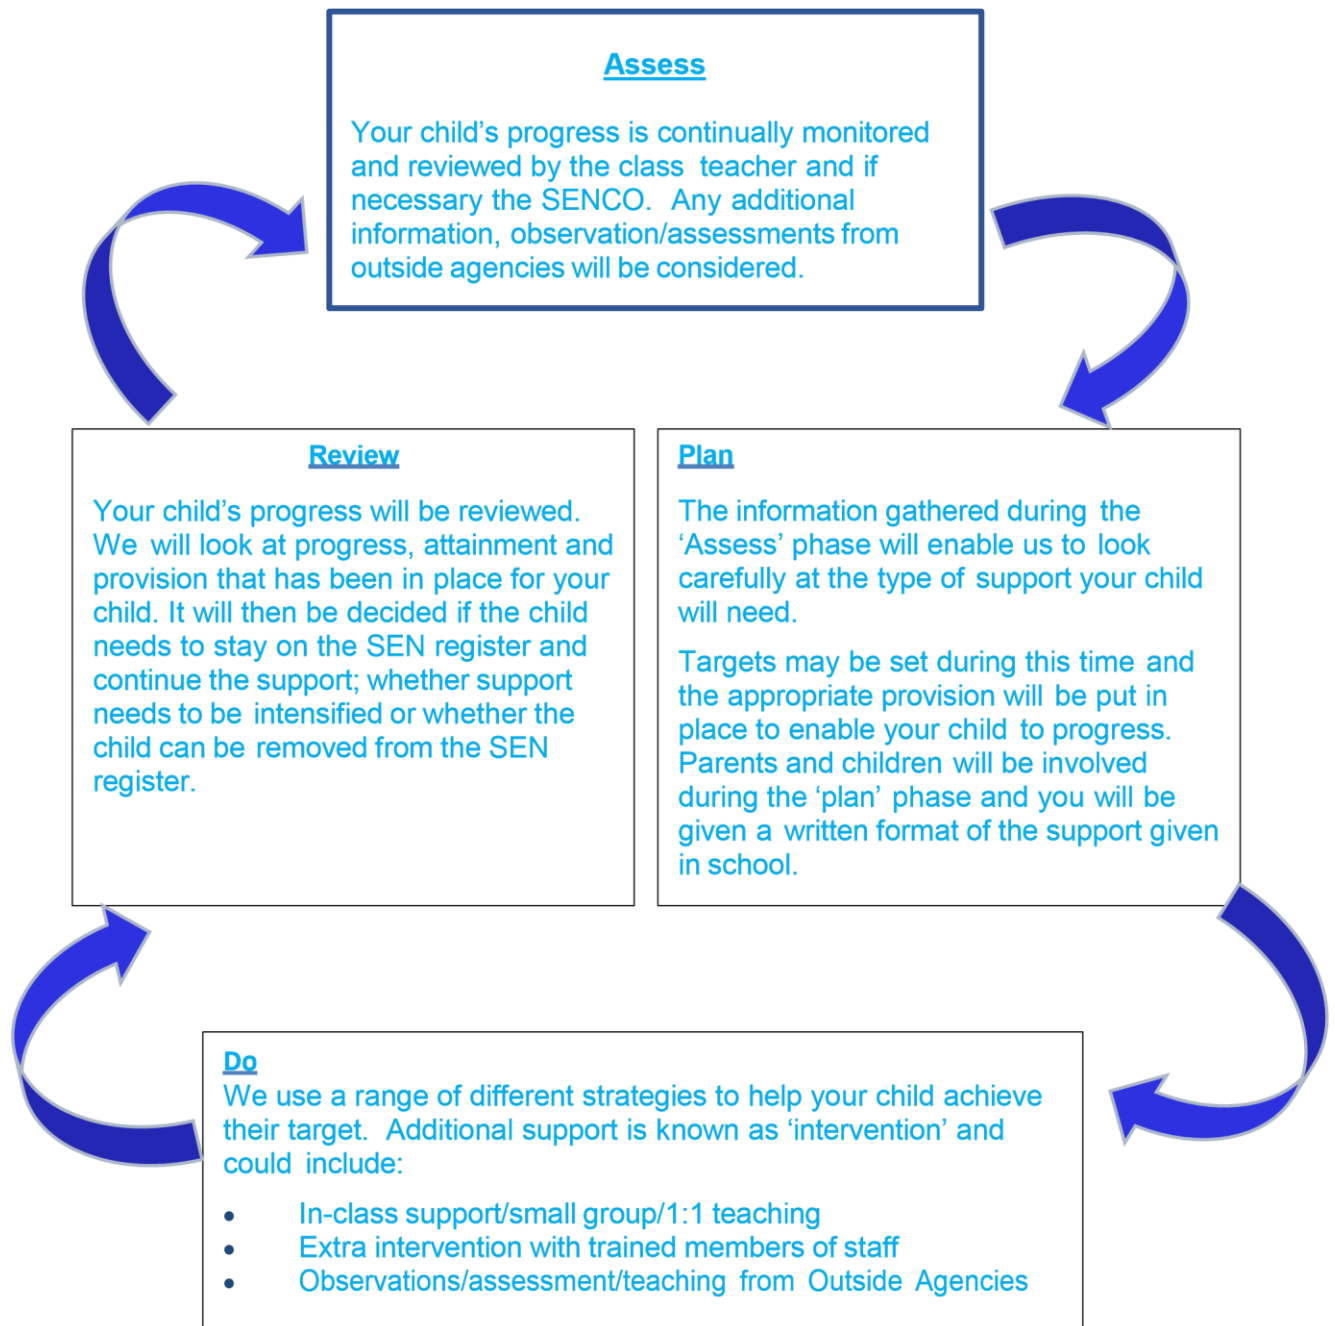 Assess
Your child’s progress is continually monitored
and reviewed by the class teacher and if
necessary the SENCO. Any additional
information, observation/assessments from
outside agencies will be considered.
Review
Your child’s progress will be reviewed.
We will look at progress, attainment and
provision that has been in place for your
child. It will then be decided if the child
needs to stay on the SEN register and
continue the support; whether support
needs to be intensified or whether the
child can be removed from the SEN
register.
Plan
The information gathered during the
‘Assess’ phase will enable us to look
carefully at the type of support your child
will need.
Targets may be set during this time and
the appropriate provision will be put in
place to enable your child to progress.
Parents and children will be involved
during the ‘plan’ phase and you will be
given a written format of the support given
in school.
Do
We use a range of different strategies to help your child achieve
their target. Additional support is known as ‘intervention’ and
could include:
• In-class support/small group/1:1 teaching
• Extra intervention with trained members of staff
• Observations/assessment/teaching from Outside Agencies